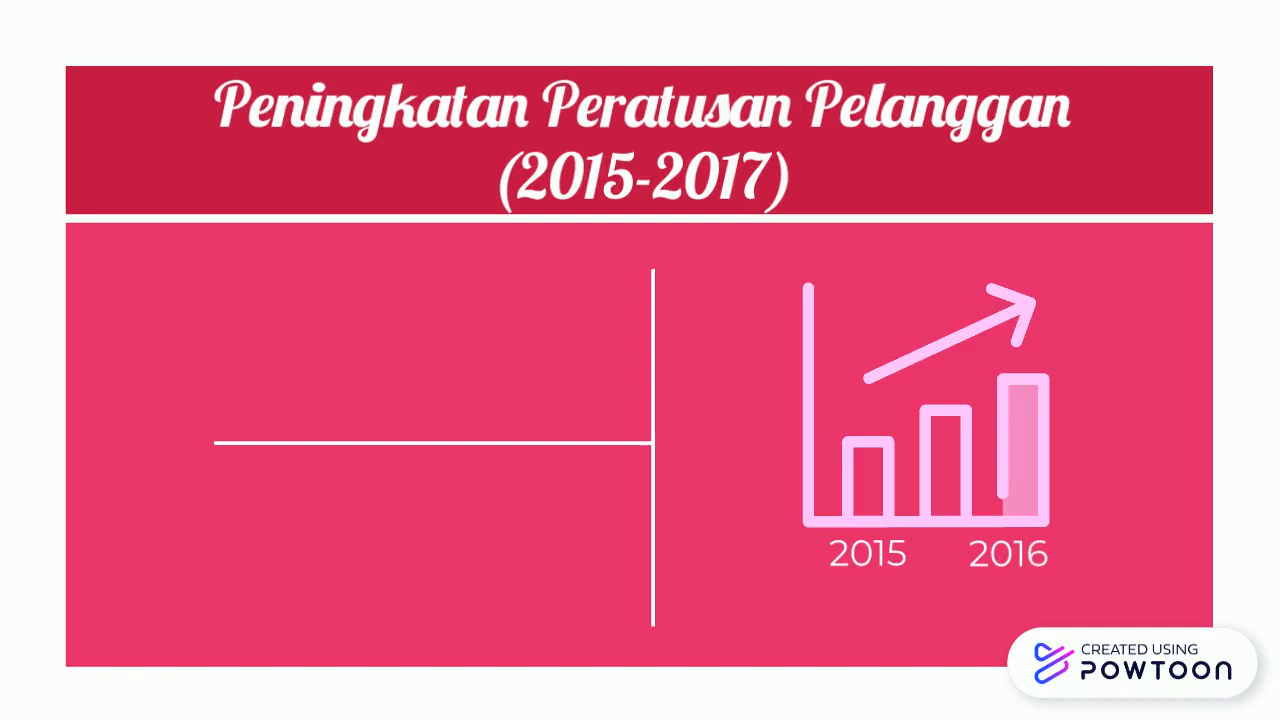 Peningkatan Peratusan Pelanggan
(2015-2017)
2015 2016
CREATED USING
POWTOON